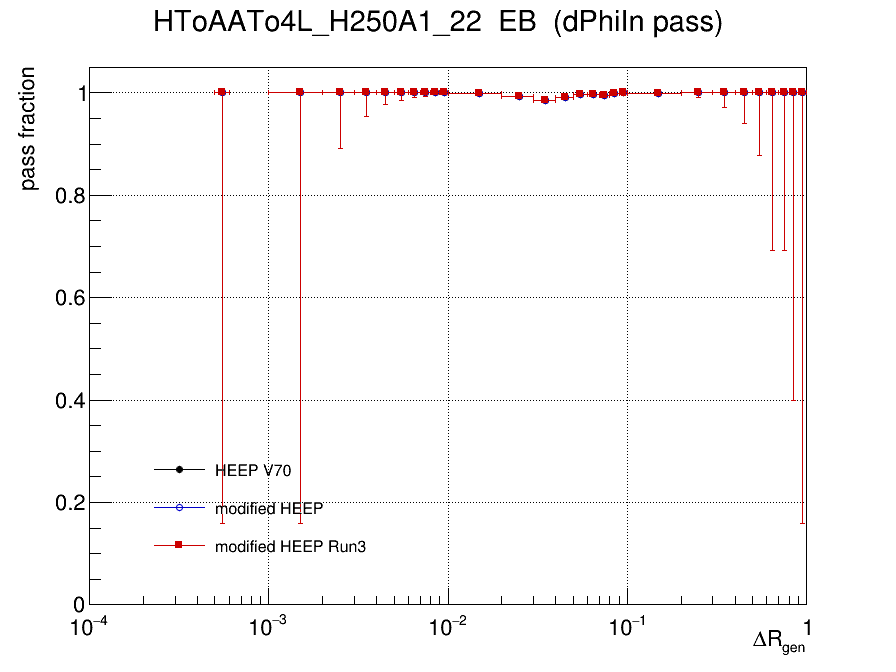 HToAATo4L_H250A1_22 EB (dPhiIn pass)
pass fraction
1
0.8
0.6
0.4
0.2
0
HEEP V70
modified HEEP
modified HEEP Run3
10⁻⁴ 10⁻³ 10⁻² 10⁻¹ 1
ΔR_gen